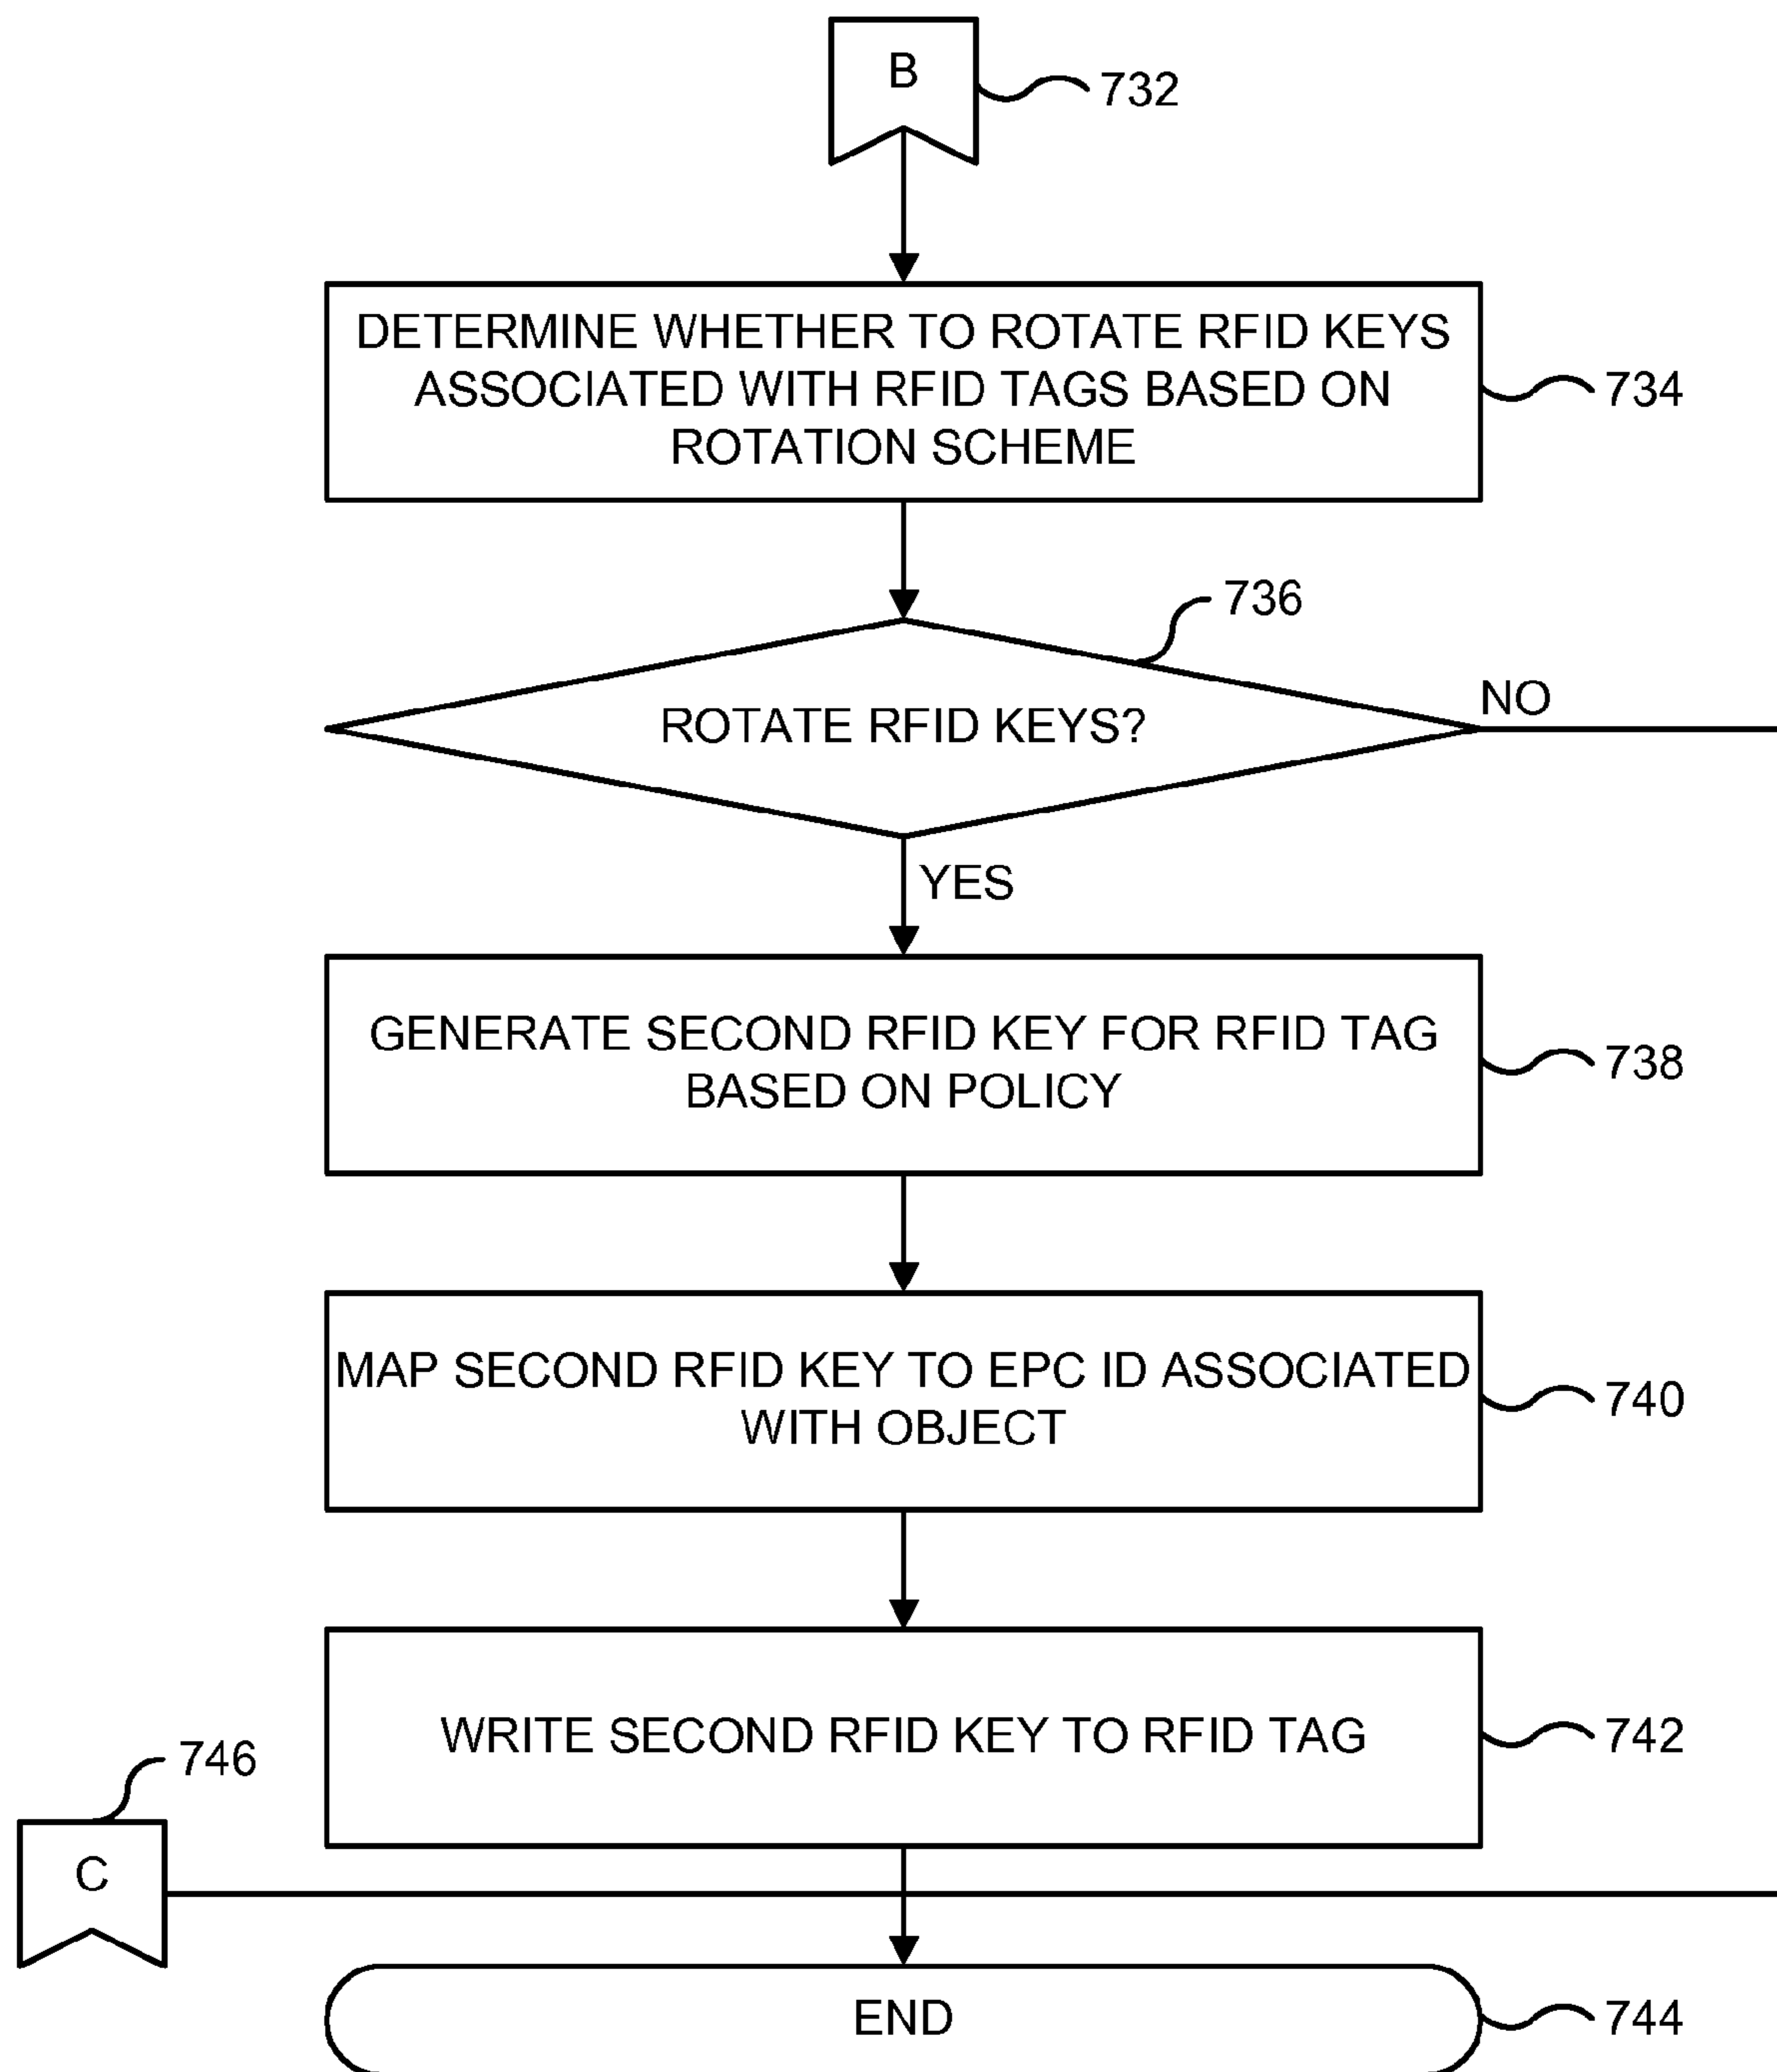 B
732
DETERMINE WHETHER TO ROTATE RFID KEYS
ASSOCIATED WITH RFID TAGS BASED ON
ROTATION SCHEME
734
736
ROTATE RFID KEYS?
NO
YES
GENERATE SECOND RFID KEY FOR RFID TAG
BASED ON POLICY
738
MAP SECOND RFID KEY TO EPC ID ASSOCIATED
WITH OBJECT
740
WRITE SECOND RFID KEY TO RFID TAG
742
746
C
END
744